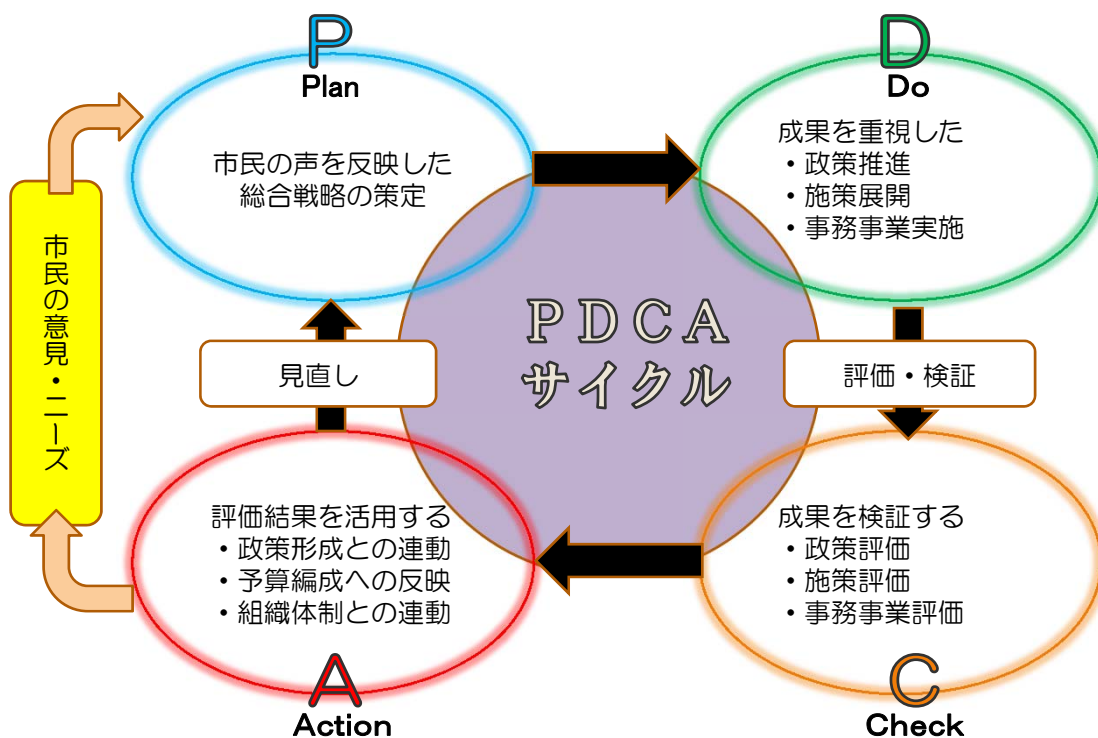 P
Plan
市民の声を反映した
総合戦略の策定
D
Do
成果を重視した
・政策推進
・施策展開
・事務事業実施
市民の意見・ニーズ
PDCA
サイクル
見直し
評価・検証
評価結果を活用する
・政策形成との連動
・予算編成への反映
・組織体制との連動
A
Action
成果を検証する
・政策評価
・施策評価
・事務事業評価
C
Check